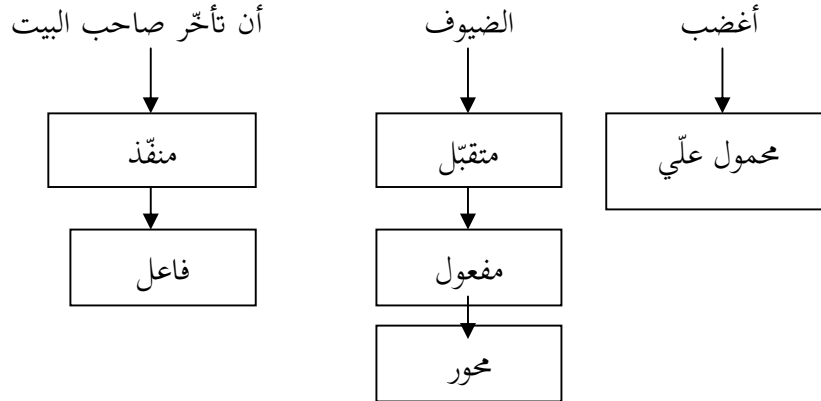 أغضب الضيوف أن تأخّر صاحب البيت
محمول علّي متقبّل منفّذ
مفعول فاعل
محور